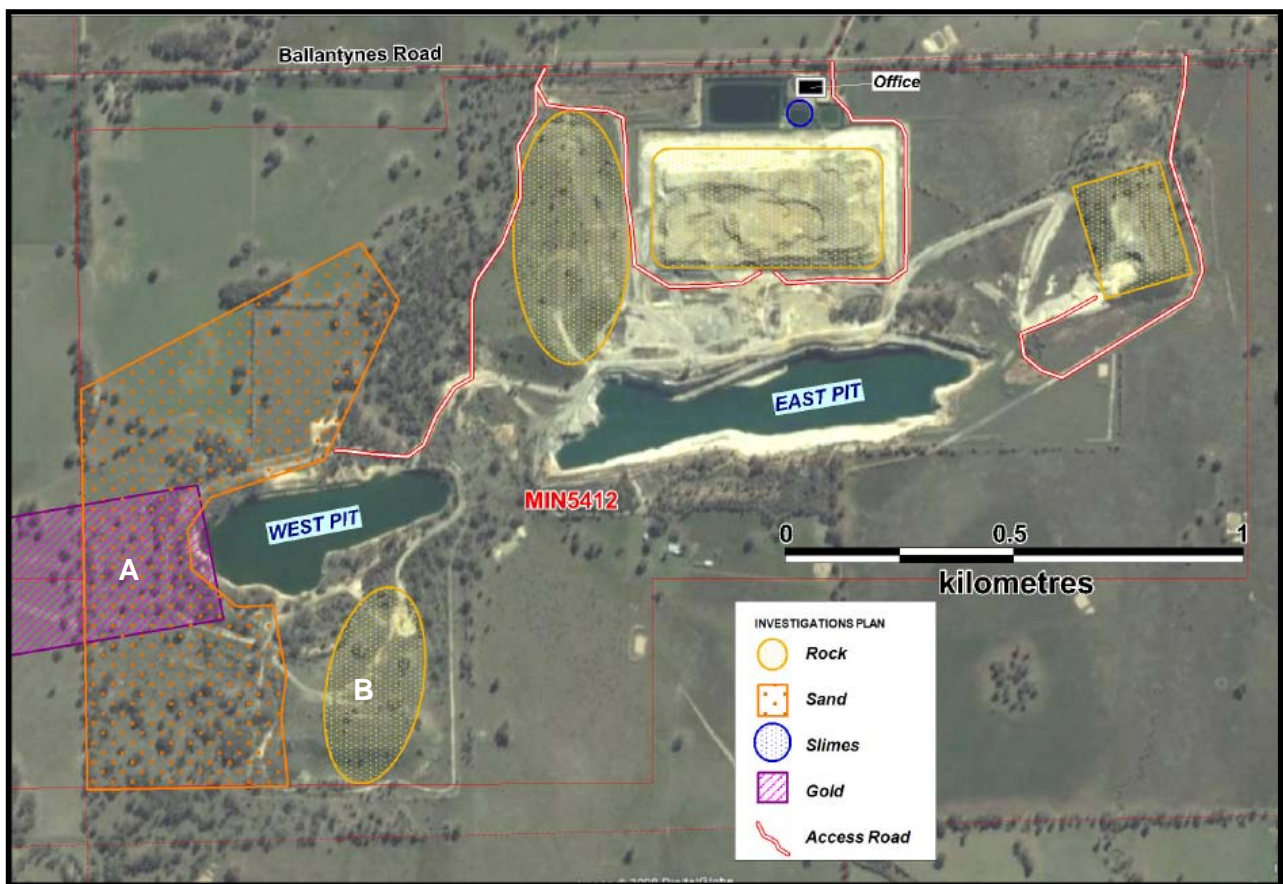 Ballantynes Road
Office
EAST PIT
WEST PIT
MIN5412
A
B
0 0.5 1
kilometres
INVESTIGATIONS PLAN
Rock
Sand
Slimes
Gold
Access Road